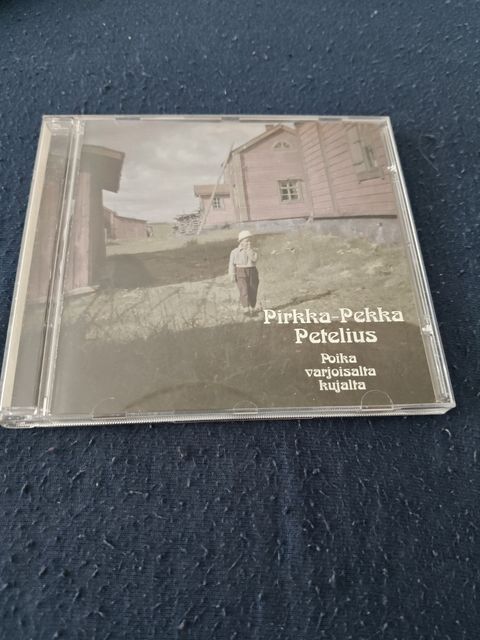 Pirkka-Pekka
Petelius
Poika
varjoisalta
kujalta